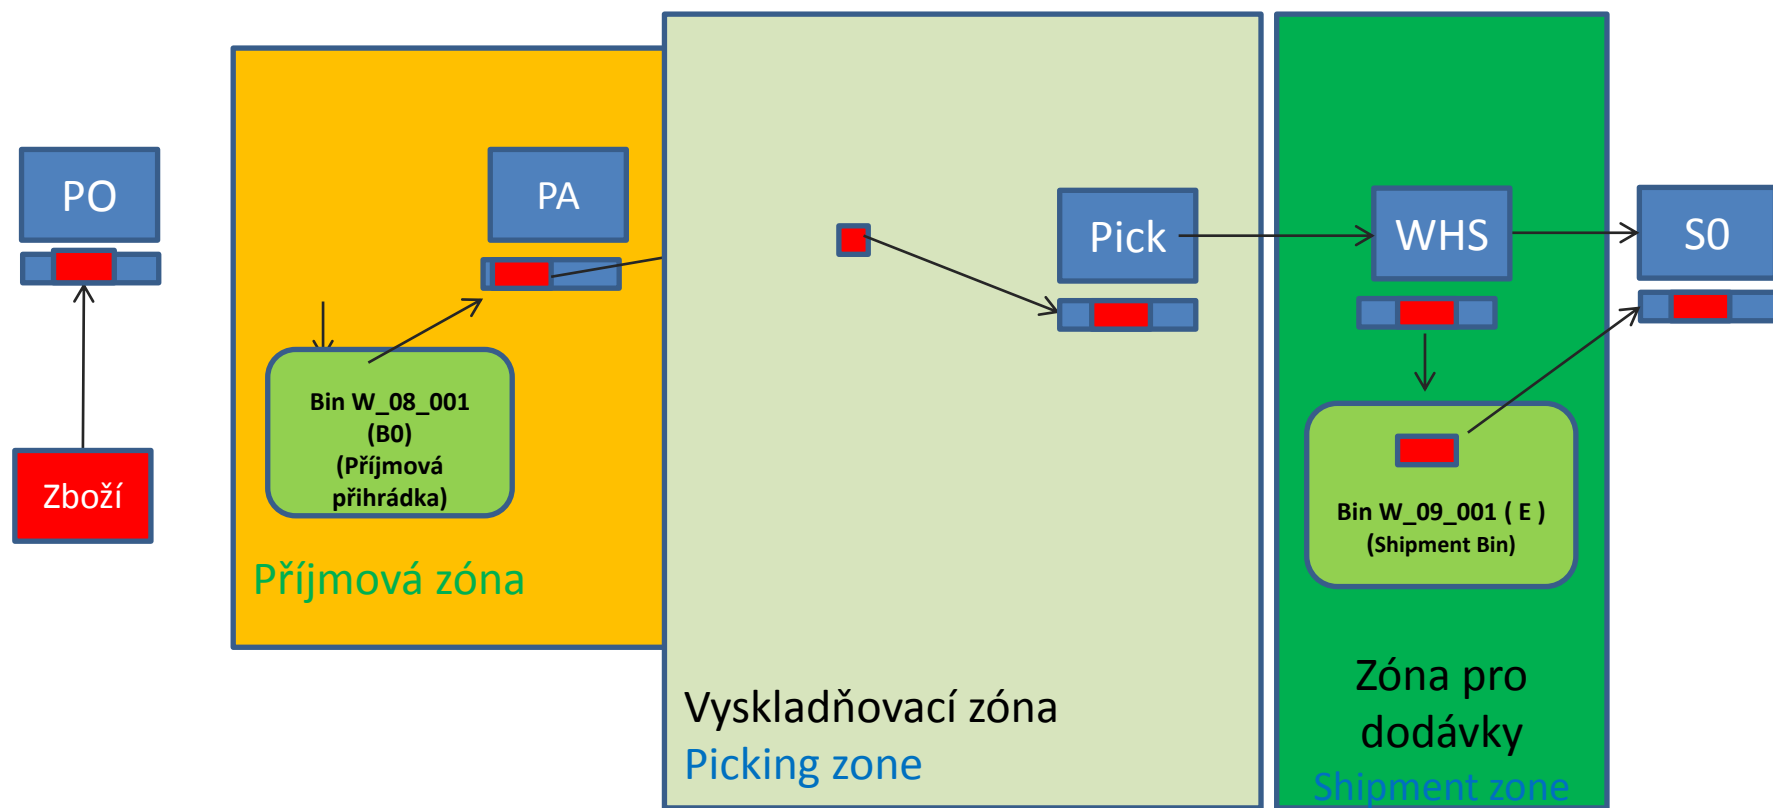 PO
Zboží
PA
Bin W_08_001
(B0)
(Příjmová
přihrádka)
Příjmová zóna
Pick
Vyskladňovací zóna
Picking zone
WHS
Bin W_09_001 ( E )
(Shipment Bin)
Zóna pro
dodávky
Shipment zone
S0